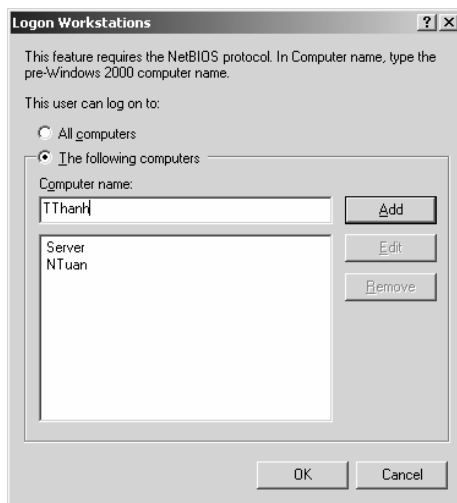 Logon Workstations
This feature requires the NetBIOS protocol. In Computer name, type the
pre-Windows 2000 computer name.
This user can log on to:
All computers
The following computers
Computer name:
TThanh
Add
Server
NTuan
Edit
Remove
OK
Cancel